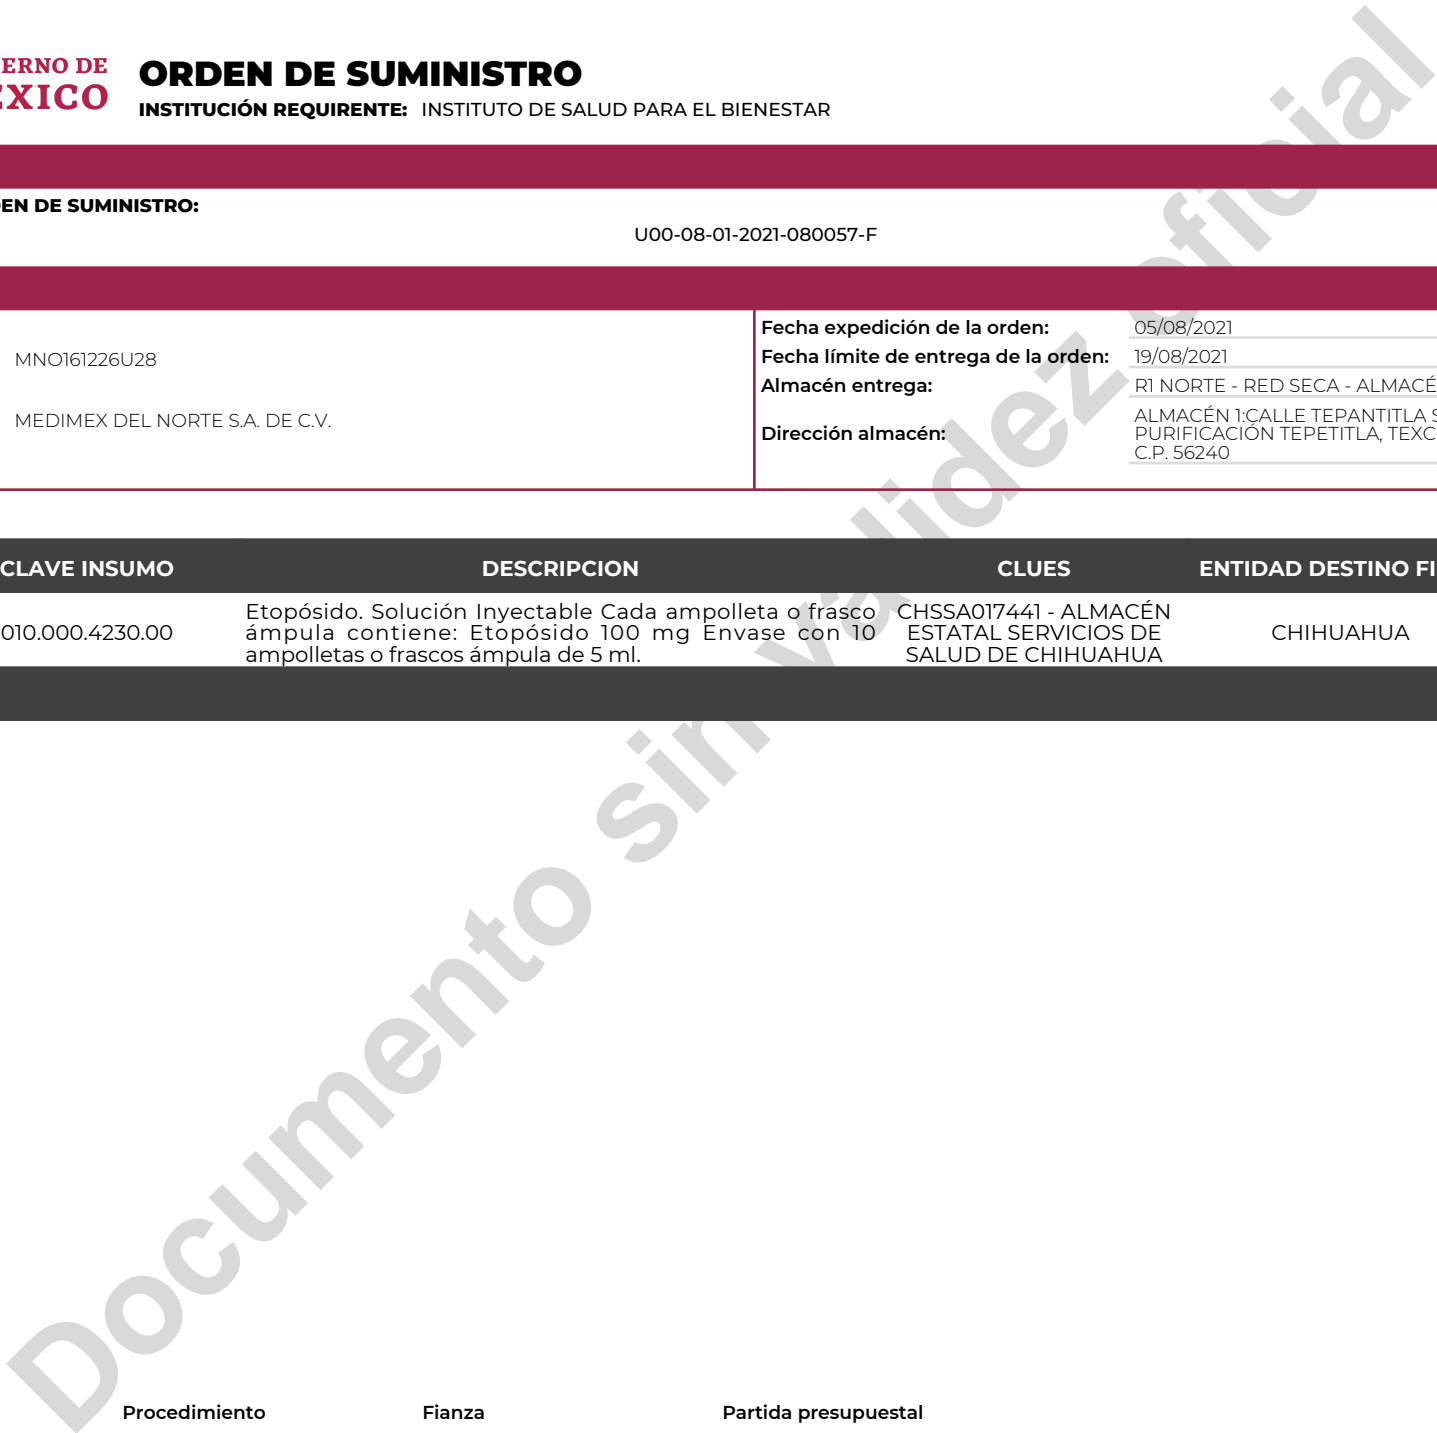 ERNO DE
ÉXICO
ORDEN DE SUMINISTRO
INSTITUCIÓN REQUIRENTE: INSTITUTO DE SALUD PARA EL BIENESTAR
EN DE SUMINISTRO:
U00-08-01-2021-080057-F
MNO161226U28
MEDIMEX DEL NORTE S.A. DE C.V.
Fecha expedición de la orden: 05/08/2021
Fecha límite de entrega de la orden: 19/08/2021
Almacén entrega: R1 NORTE - RED SECA - ALMACÉ
Dirección almacén: ALMACÉN 1:CALLE TEPANTITLA S
PURIFICACIÓN TEPETITLA, TEXC
C.P. 56240
CLAVE INSUMO DESCRIPCION CLUES ENTIDAD DESTINO FI
010.000.4230.00
Etopósido. Solución Inyectable Cada ampolleta o frasco
ámpula contiene: Etopósido 100 mg Envase con 10
ampolletas o frascos ámpula de 5 ml.
CHSSA017441 - ALMACÉN
ESTATAL SERVICIOS DE
SALUD DE CHIHUAHUA
CHIHUAHUA
Documento sin validez oficial
Procedimiento Fianza Partida presupuestal